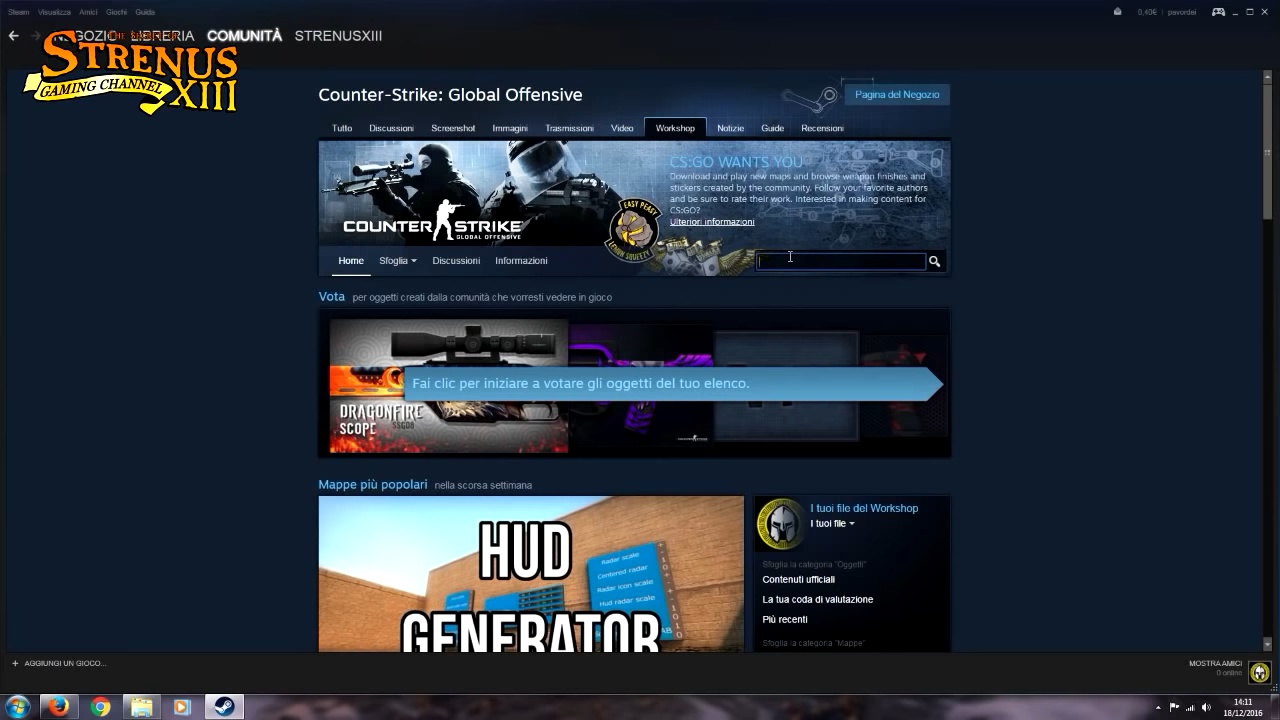 Steam Visualizza Amici Giochi Guida
0,40€ pavordei
NEGOZIO LIBRERIA COMUNITÀ STRENUSXIII
THE SECRET OF
STRENUS
GAMING CHANNEL
XIII
Counter-Strike: Global Offensive
Pagina del Negozio
Tutto Discussioni Screenshot Immagini Trasmissioni Video Workshop Notizie Guide Recensioni
CS:GO WANTS YOU
Download and play new maps and browse weapon finishes and
stickers created by the community. Follow your favorite authors
and be sure to rate their work. Interested in making content for
CS:GO?
Ulteriori informazioni
EASY PEASY
LEMON SQUEEZY
COUNTER STRIKE
GLOBAL OFFENSIVE
Home Sfoglia Discussioni Informazioni
Vota per oggetti creati dalla comunità che vorresti vedere in gioco
Fai clic per iniziare a votare gli oggetti del tuo elenco.
DRAGONFIRE
SCOPE SSG08
Mappe più popolari nella scorsa settimana
HUD
GENERATOR
Radar scale
Centered radar
Radar icon scale
Hud radar scale
I tuoi file del Workshop
I tuoi file
Sfoglia la categoria "Oggetti"
Contenuti ufficiali
La tua coda di valutazione
Più recenti
Sfoglia la categoria "Mappe"
+ AGGIUNGI UN GIOCO...
MOSTRA AMICI
0 online
14:11
18/12/2016